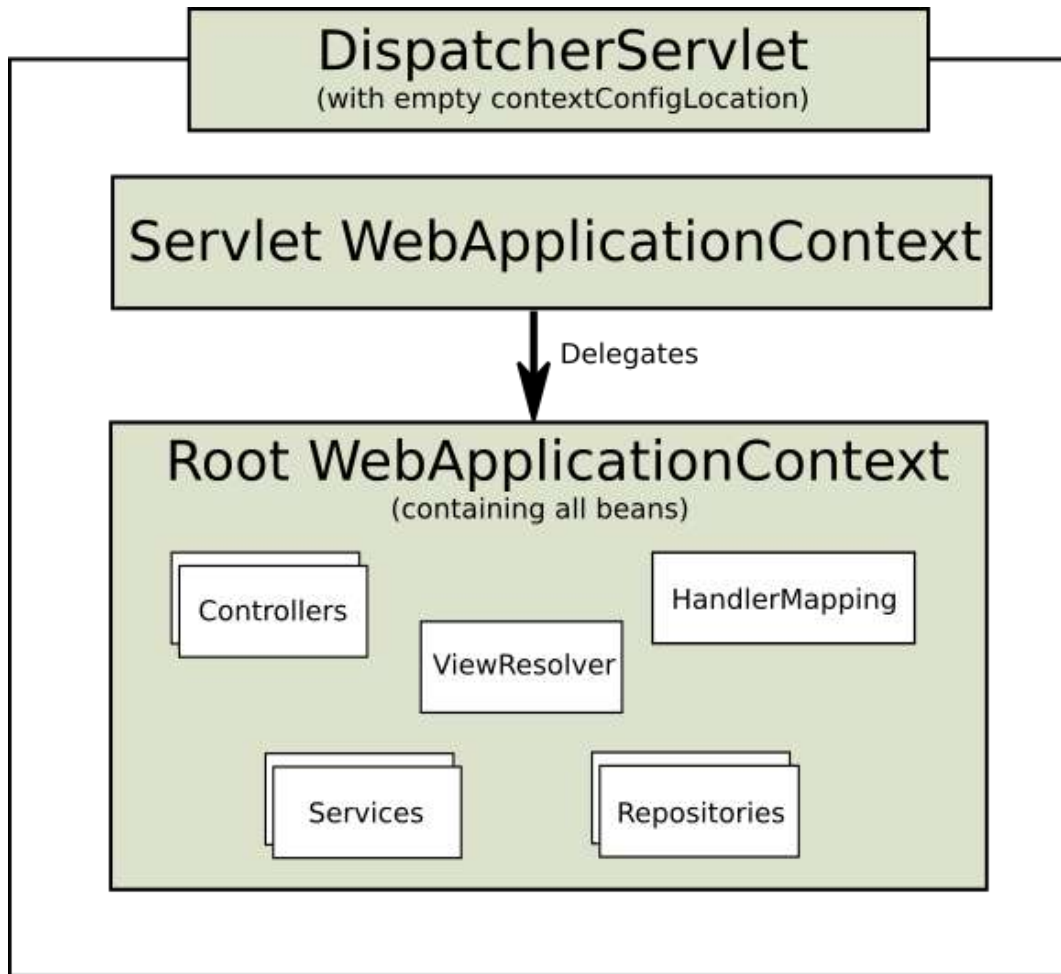 DispatcherServlet
(with empty contextConfigLocation)
Servlet WebApplicationContext
Delegates
Root WebApplicationContext
(containing all beans)
Controllers
HandlerMapping
ViewResolver
Services
Repositories